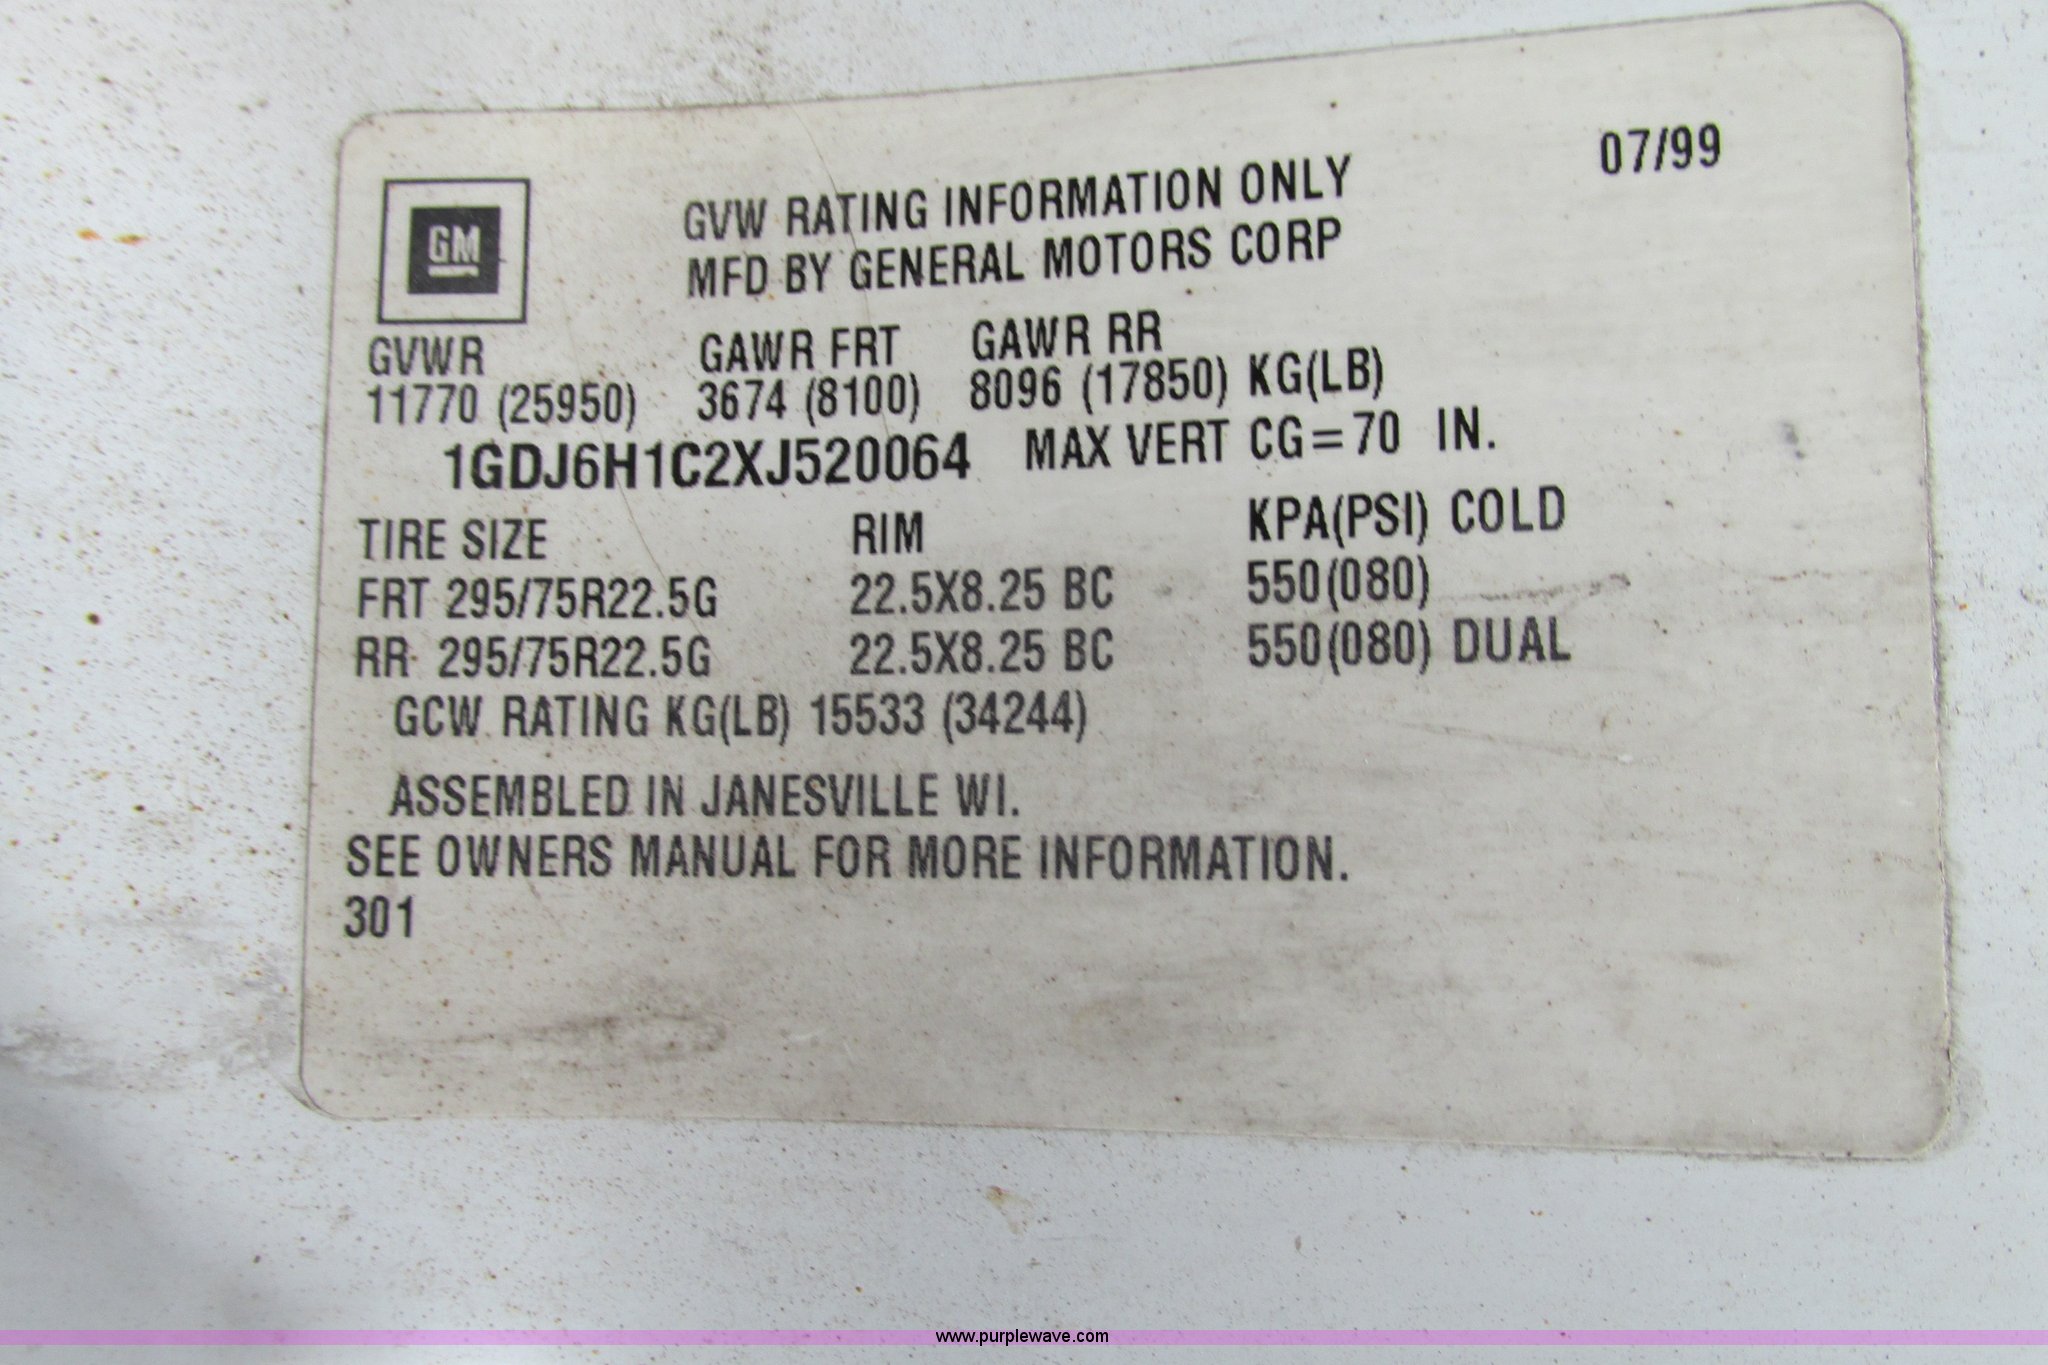 07/99
GM
GVW RATING INFORMATION ONLY
MFD BY GENERAL MOTORS CORP
GVWR GAWR FRT GAWR RR
11770 (25950) 3674 (8100) 8096 (17850) KG(LB)
1GDJ6H1C2XJ520064 MAX VERT CG=70 IN.
TIRE SIZE RIM KPA(PSI) COLD
FRT 295/75R22.5G 22.5X8.25 BC 550(080)
RR 295/75R22.5G 22.5X8.25 BC 550(080) DUAL
GCW RATING KG(LB) 15533 (34244)
ASSEMBLED IN JANESVILLE WI.
SEE OWNERS MANUAL FOR MORE INFORMATION.
301
www.purplewave.com